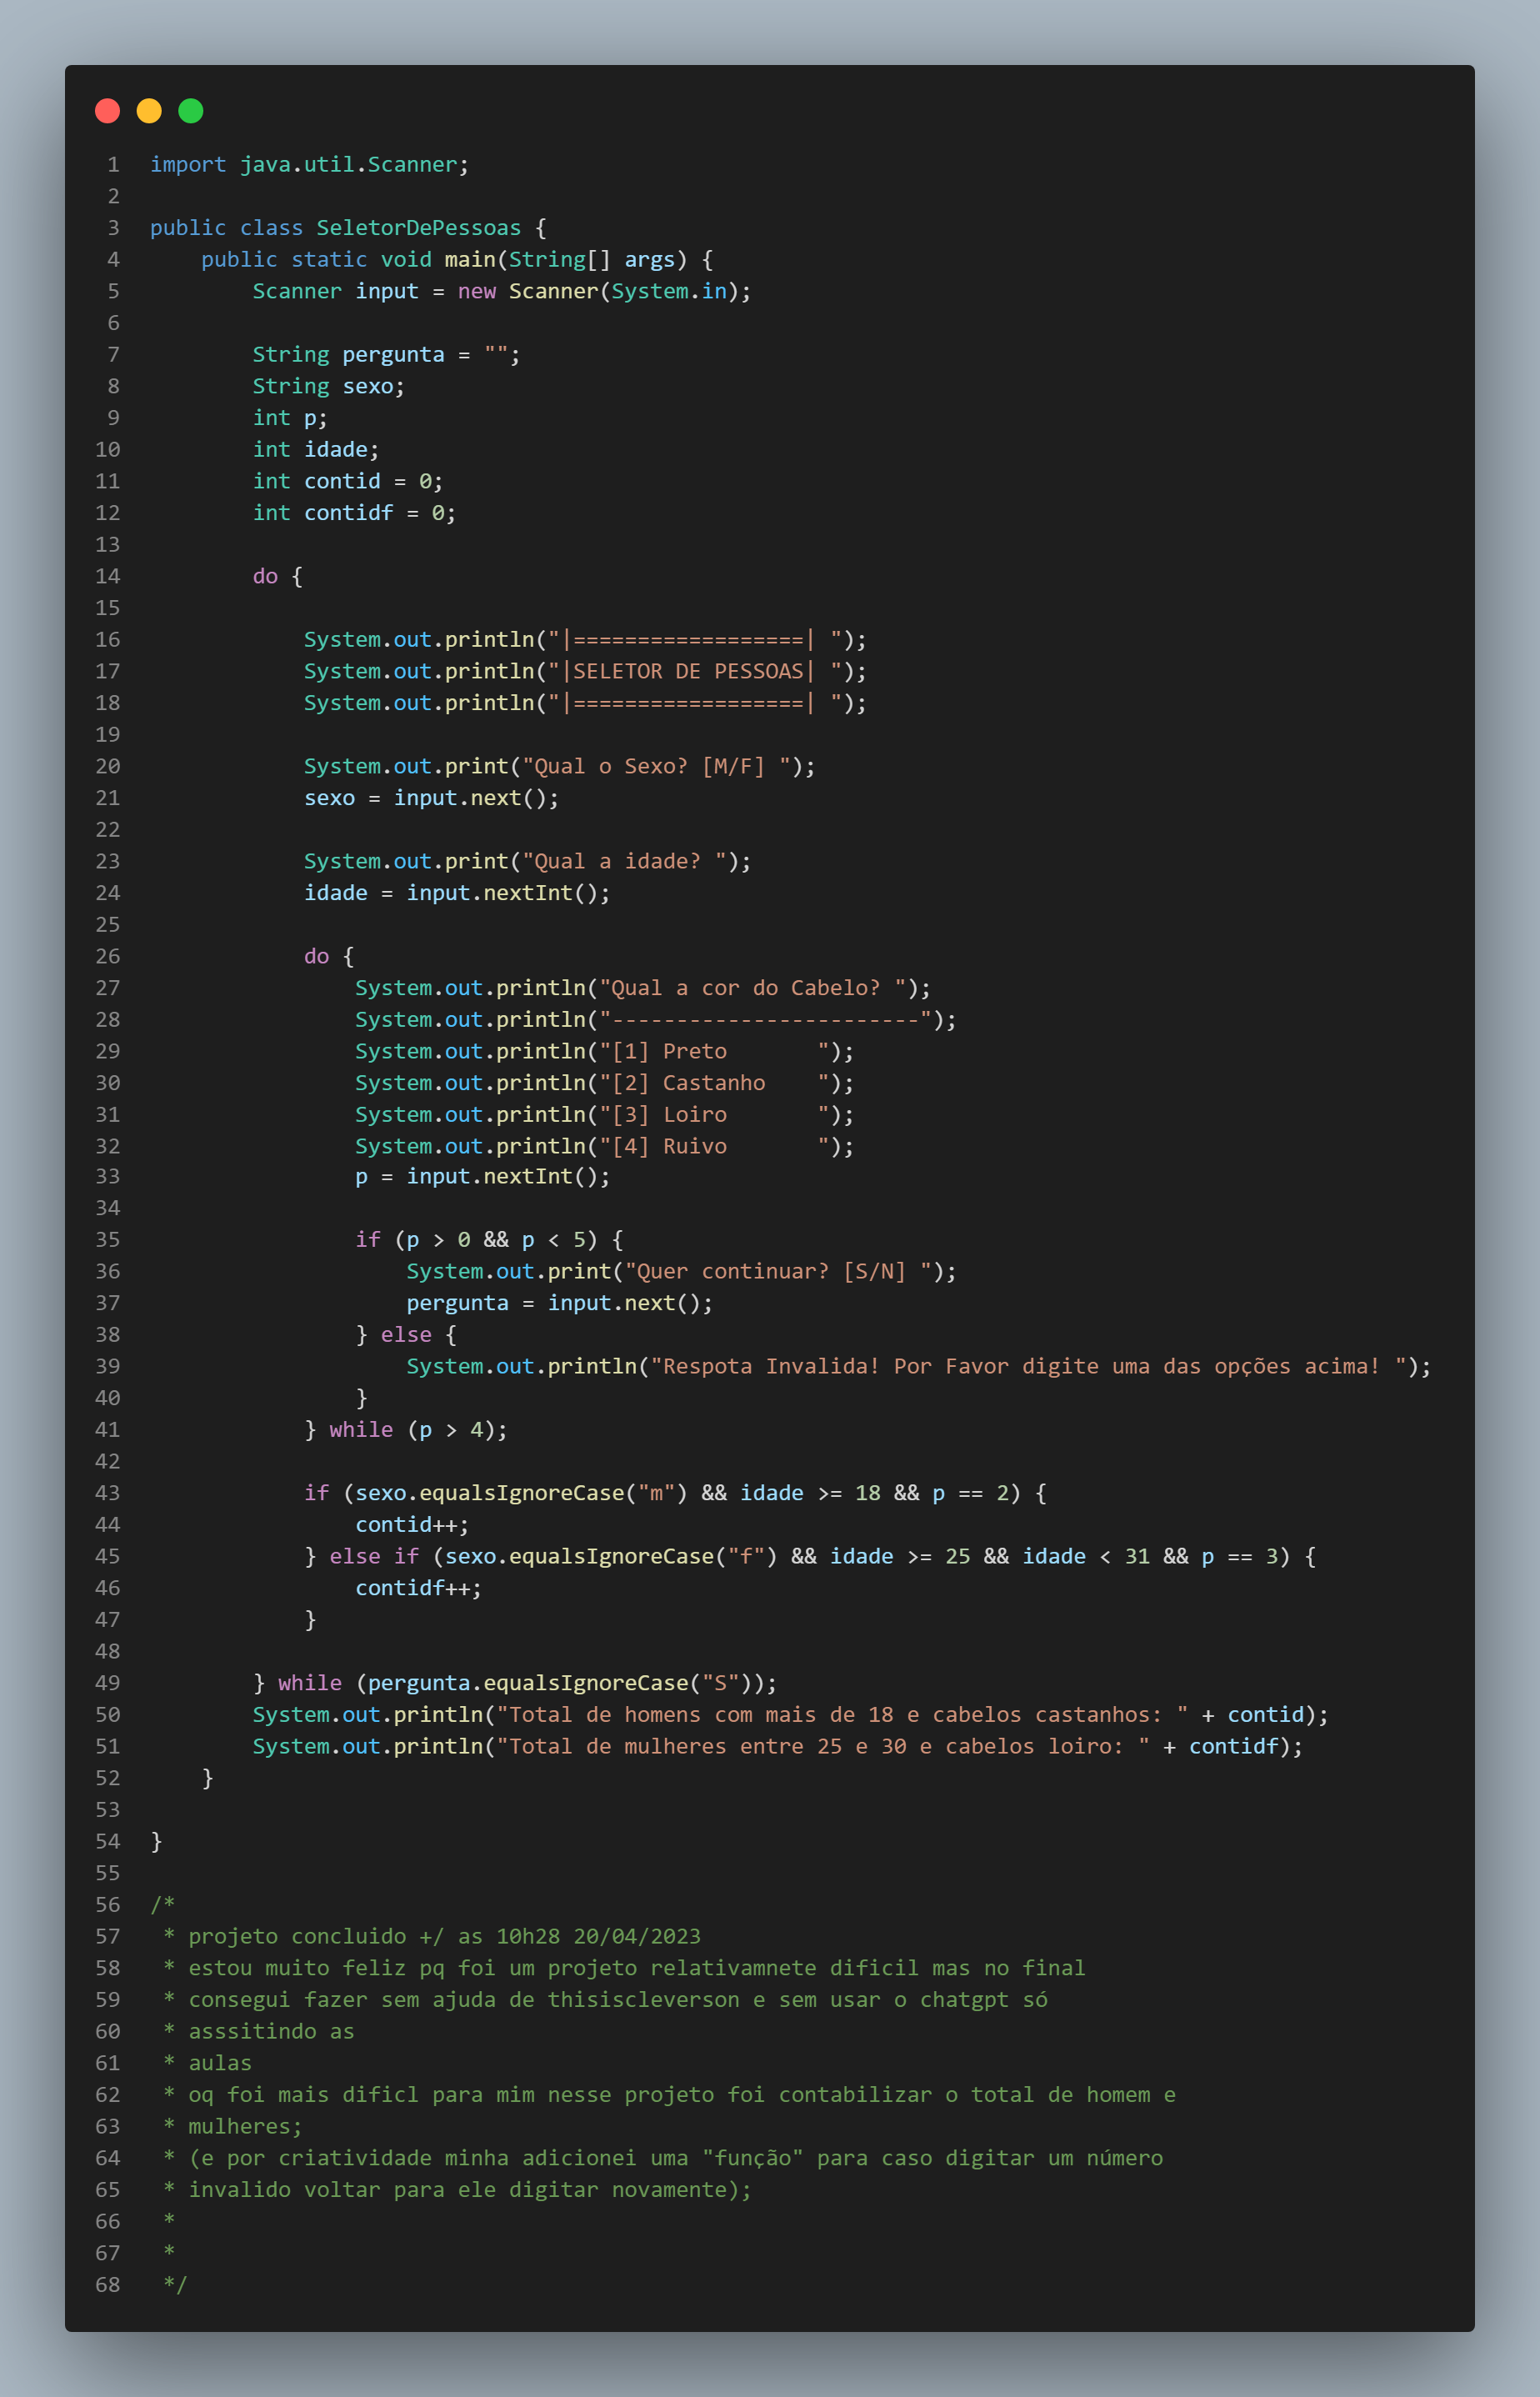 1 import java.util.Scanner;
2
3 public class SeletorDePessoas {
4     public static void main(String[] args) {
5         Scanner input = new Scanner(System.in);
6
7         String pergunta = "";
8         String sexo;
9         int p;
10         int idade;
11         int contid = 0;
12         int contidf = 0;
13
14         do {
15
16             System.out.println("|==================| ");
17             System.out.println("|SELETOR DE PESSOAS| ");
18             System.out.println("|==================| ");
19
20             System.out.print("Qual o Sexo? [M/F] ");
21             sexo = input.next();
22
23             System.out.print("Qual a idade? ");
24             idade = input.nextInt();
25
26             do {
27                 System.out.println("Qual a cor do Cabelo? ");
28                 System.out.println("------------------------");
29                 System.out.println("[1] Preto       ");
30                 System.out.println("[2] Castanho    ");
31                 System.out.println("[3] Loiro       ");
32                 System.out.println("[4] Ruivo       ");
33                 p = input.nextInt();
34
35                 if (p > 0 && p < 5) {
36                     System.out.print("Quer continuar? [S/N] ");
37                     pergunta = input.next();
38                 } else {
39                     System.out.println("Respota Invalida! Por Favor digite uma das opções acima! ");
40                 }
41             } while (p > 4);
42
43             if (sexo.equalsIgnoreCase("m") && idade >= 18 && p == 2) {
44                 contid++;
45             } else if (sexo.equalsIgnoreCase("f") && idade >= 25 && idade < 31 && p == 3) {
46                 contidf++;
47             }
48
49         } while (pergunta.equalsIgnoreCase("S"));
50         System.out.println("Total de homens com mais de 18 e cabelos castanhos: " + contid);
51         System.out.println("Total de mulheres entre 25 e 30 e cabelos loiro: " + contidf);
52     }
53
54 }
55
56 /*
57  * projeto concluido +/ as 10h28 20/04/2023
58  * estou muito feliz pq foi um projeto relativamnete dificil mas no final
59  * consegui fazer sem ajuda de thisiscleverson e sem usar o chatgpt só
60  * asssitindo as
61  * aulas
62  * oq foi mais dificl para mim nesse projeto foi contabilizar o total de homem e
63  * mulheres;
64  * (e por criatividade minha adicionei uma "função" para caso digitar um número
65  * invalido voltar para ele digitar novamente);
66  *
67  *
68  */